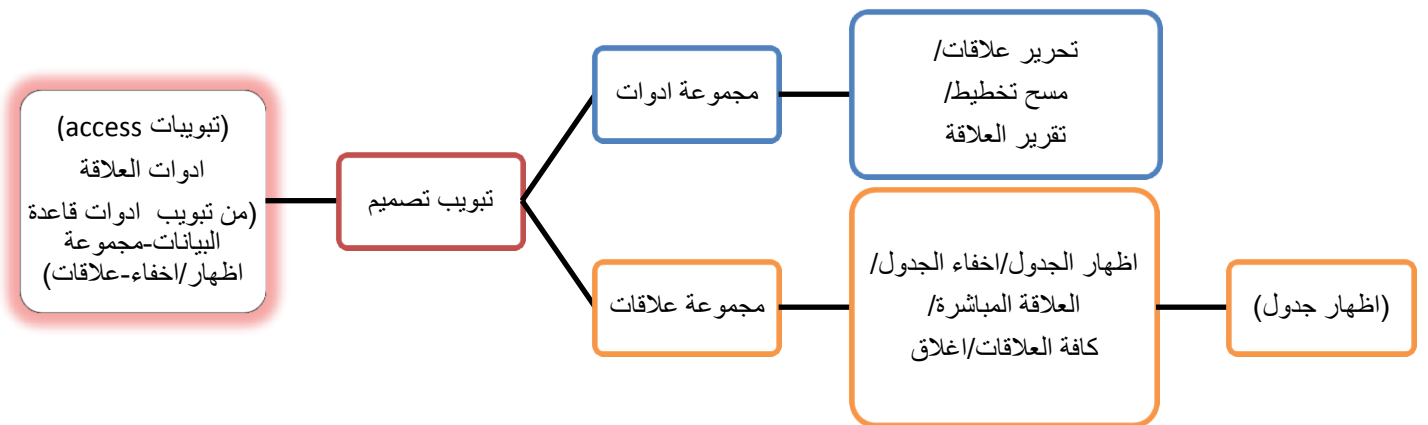 (تبويبات access)
ادوات العلاقة
(من تبويب ادوات قاعدة
البيانات-مجموعة
اظهار/اخفاء-علاقات)
تبويب تصميم
مجموعة ادوات
تحرير علاقات/
مسح تخطيط/
تقرير العلاقة
مجموعة علاقات
اظهار الجدول/اخفاء الجدول/
العلاقة المباشرة/
كافة العلاقات/اغلاق
(اظهار جدول)